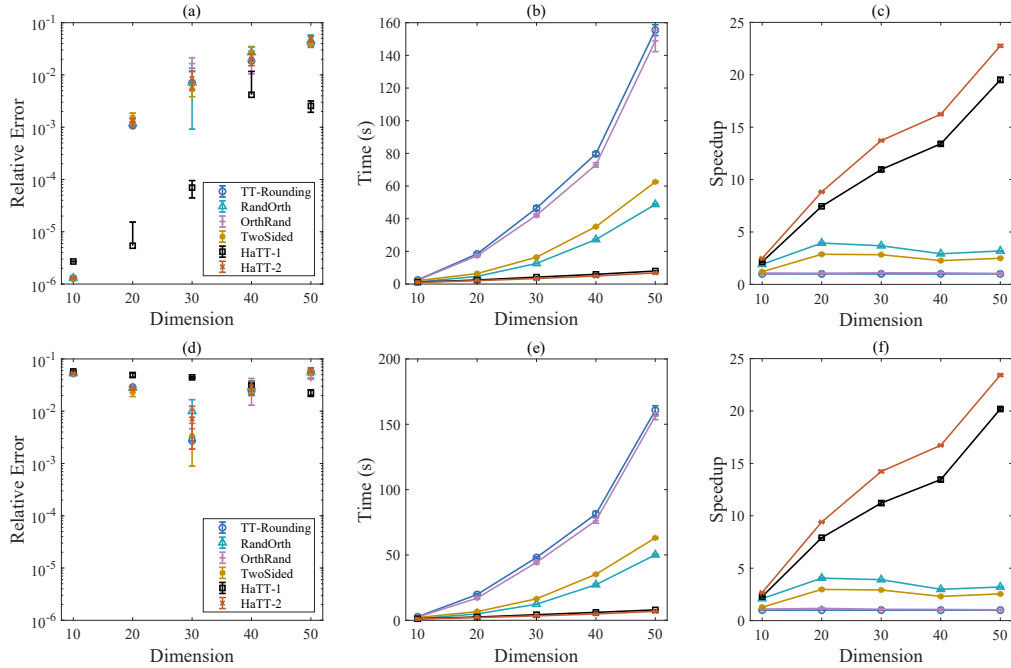 (a)
10^-1
10^-2
10^-3
10^-4
10^-5
10^-6
Relative Error
TT-Rounding
RandOrth
OrthRand
TwoSided
HaTT-1
HaTT-2
10 20 30 40 50
Dimension
(b)
160
140
120
100
80
60
40
20
0
Time (s)
10 20 30 40 50
Dimension
(c)
25
20
15
10
5
0
Speedup
10 20 30 40 50
Dimension
(d)
10^-1
10^-2
10^-3
10^-4
10^-5
10^-6
Relative Error
TT-Rounding
RandOrth
OrthRand
TwoSided
HaTT-1
HaTT-2
10 20 30 40 50
Dimension
(e)
200
150
100
50
0
Time (s)
10 20 30 40 50
Dimension
(f)
25
20
15
10
5
0
Speedup
10 20 30 40 50
Dimension